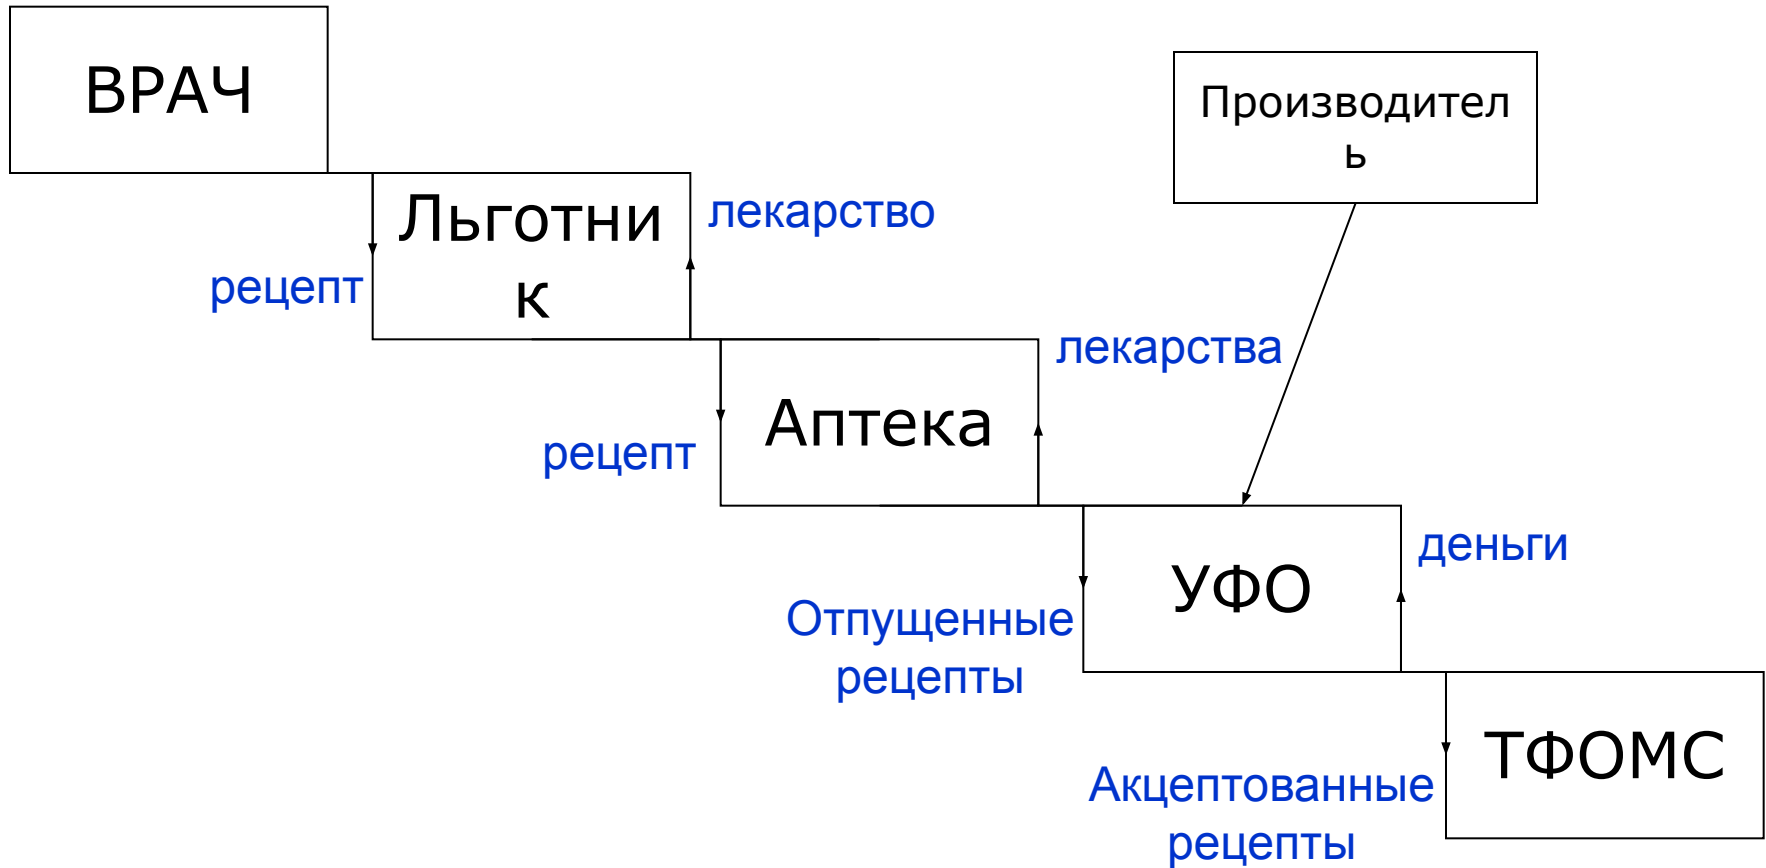 ВРАЧ
Производител
ь
Льготни
к
лекарство
рецепт
лекарства
Аптека
рецепт
деньги
УФО
Отпущенные
рецепты
ТФОМС
Акцептованные
рецепты